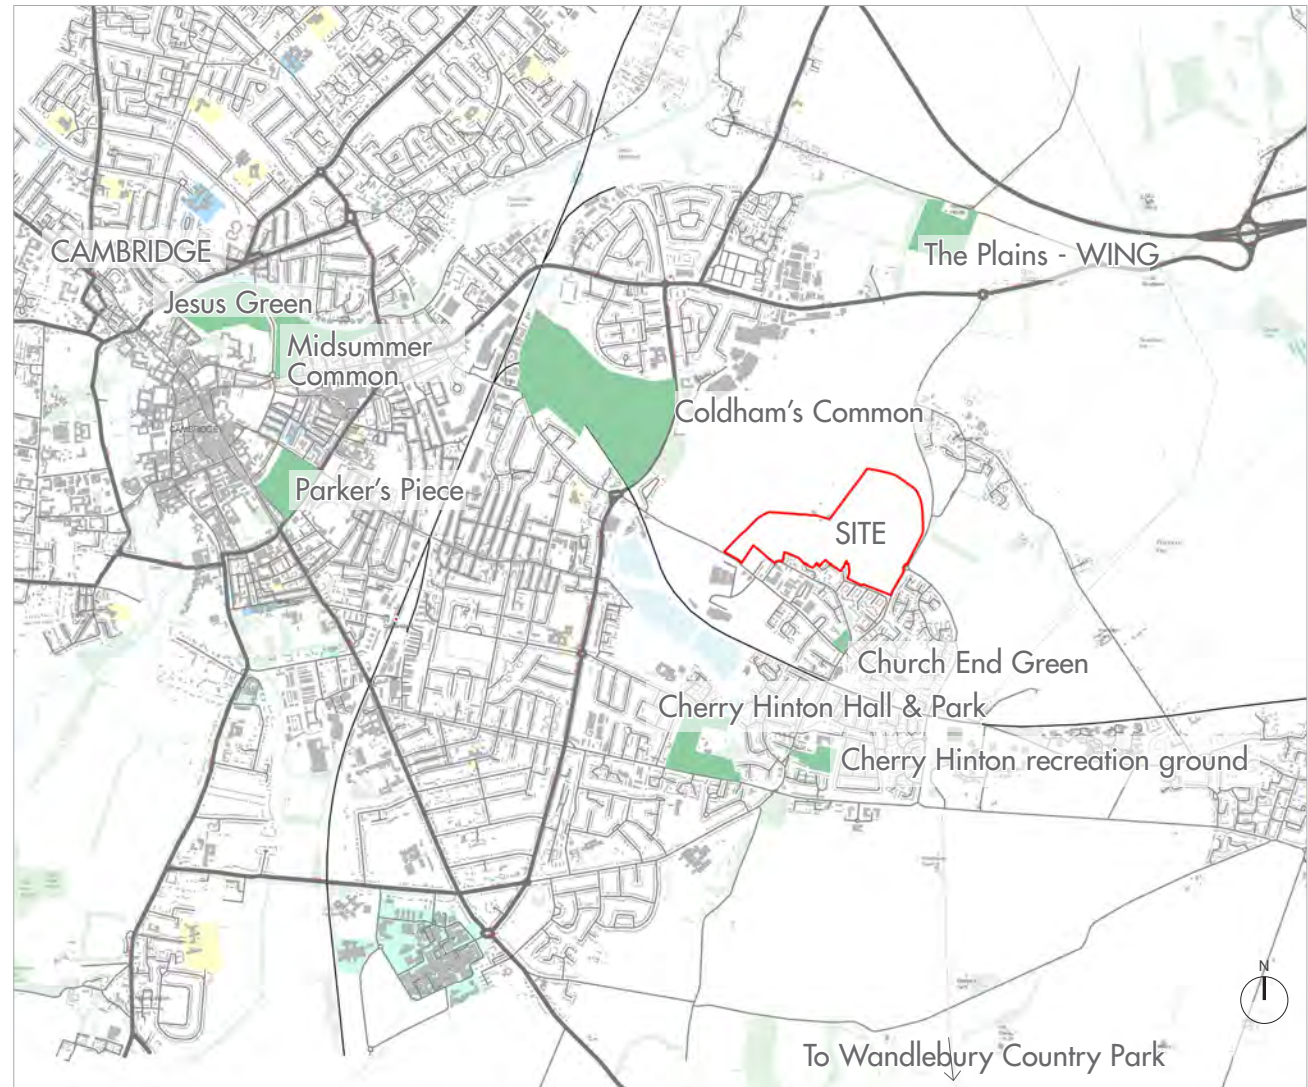 CAMBRIDGE
The Plains - WING
Jesus Green
Midsummer
Common
Coldham's Common
CAMBRIDGE
Parker's Piece
SITE
Church End Green
Cherry Hinton Hall & Park
Cherry Hinton recreation ground
N
To Wandlebury Country Park